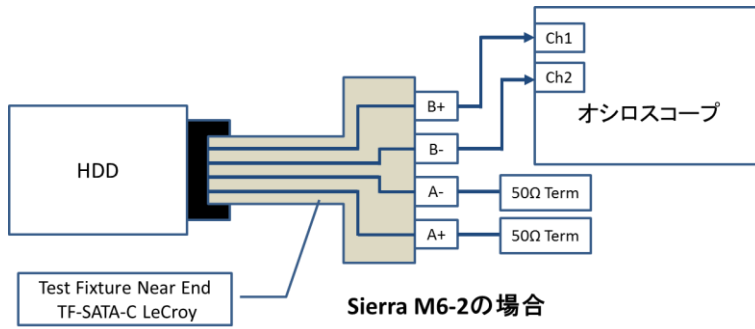 Ch1
Ch2
オシロスコープ
HDD
B+
B-
A-
A+
50Ω Term
50Ω Term
Test Fixture Near End
TF-SATA-C LeCroy
Sierra M6-2の場合